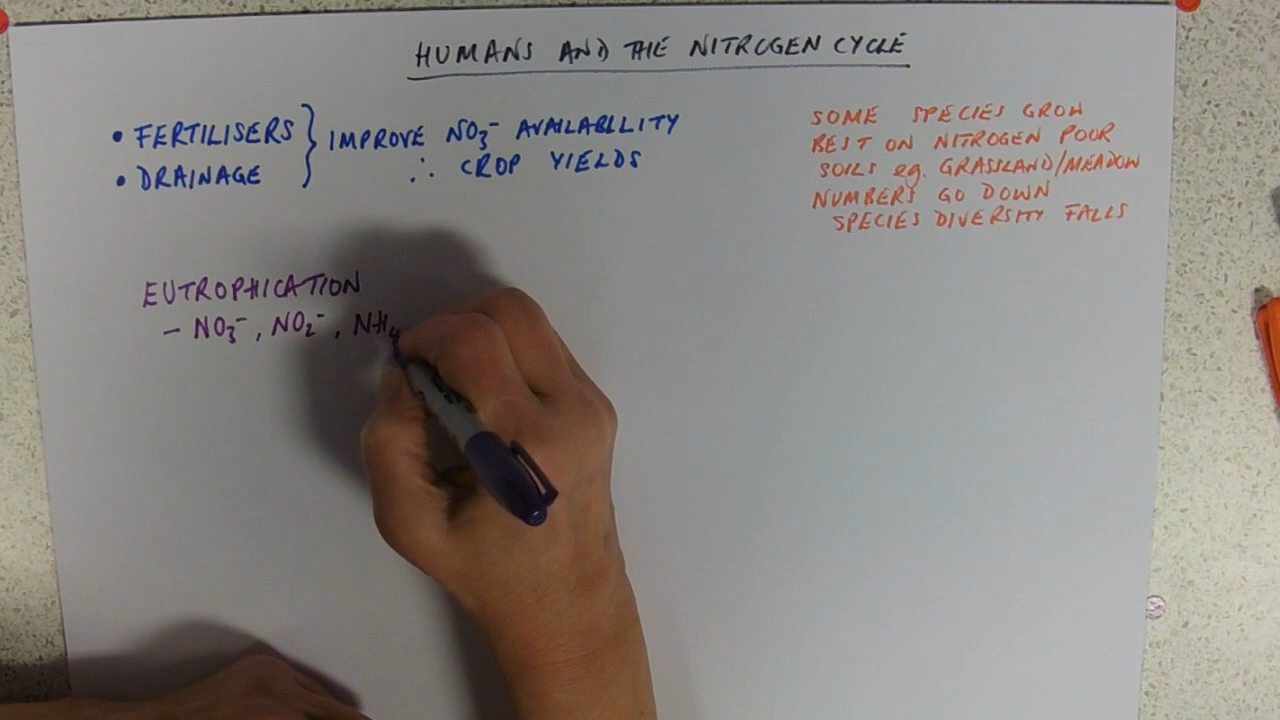 HUMANS AND THE NITROGEN CYCLE
• FERTILISERS } IMPROVE NO₃⁻ AVAILABLLITY
• DRAINAGE ∴ CROP YIELDS
SOME SPECIES GROW
BEST ON NITROGEN POOR
SOILS eg. GRASSLAND/MEADOW
NUMBERS GO DOWN
SPECIES DIVERSITY FALLS
EUTROPHICATION
– NO₃⁻, NO₂⁻, NH₄